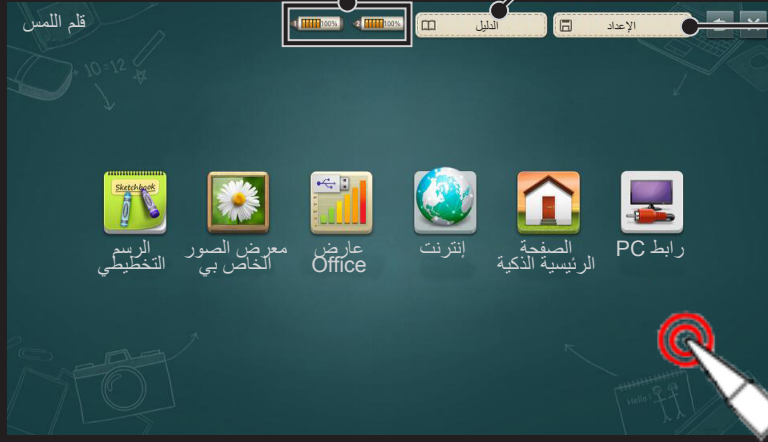 قلم اللمس
100%
100%
الدليل
الإعداد
10=12
Sketchbook
رابط PC
الصفحة
الرئيسية الذكية
إنترنت
عارض
Office
معرض الصور
الخاص بي
الرسم
التخطيطي
Hello!